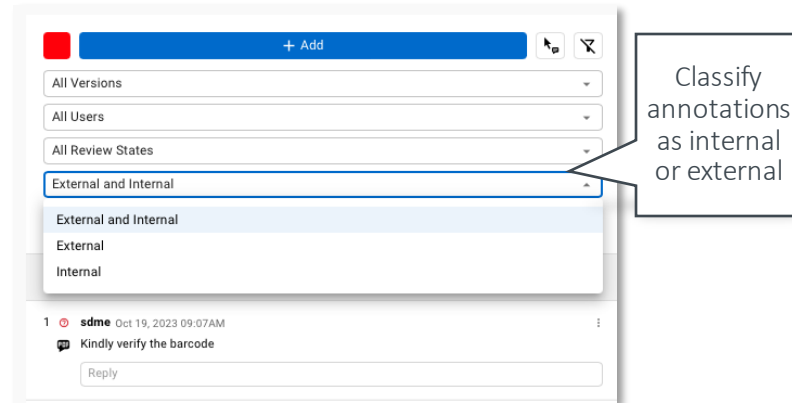 + Add
All Versions
All Users
All Review States
External and Internal
External and Internal
External
Internal
1 sdme Oct 19, 2023 09:07AM
PDF Kindly verify the barcode
Reply
Classify
annotations
as internal
or external